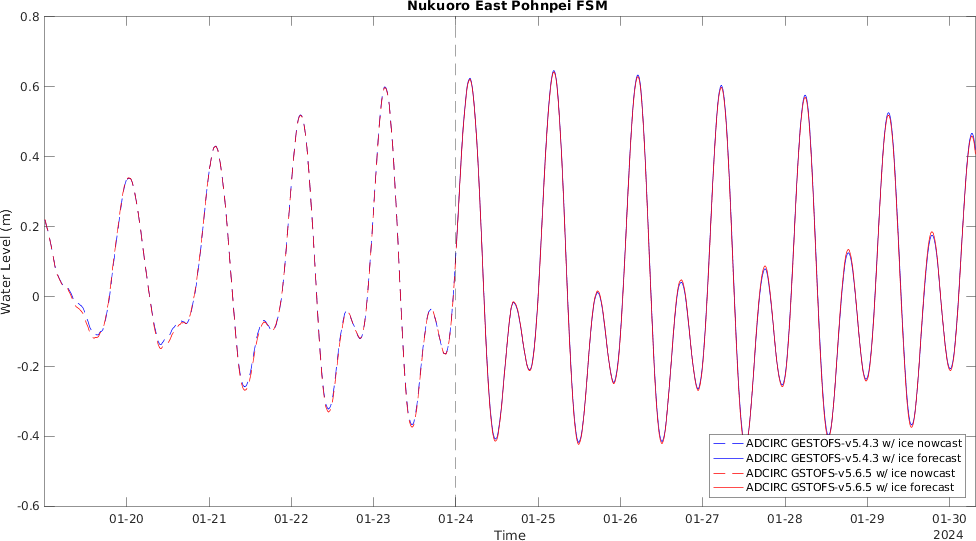 Nukuoro East Pohnpei FSM
Water Level (m)
0.8
0.6
0.4
0.2
0
-0.2
-0.4
-0.6
ADCIRC GESTOFS-v5.4.3 w/ ice nowcast
ADCIRC GESTOFS-v5.4.3 w/ ice forecast
ADCIRC GSTOFS-v5.6.5 w/ ice nowcast
ADCIRC GSTOFS-v5.6.5 w/ ice forecast
01-20 01-21 01-22 01-23 01-24 01-25 01-26 01-27 01-28 01-29 01-30
Time
2024